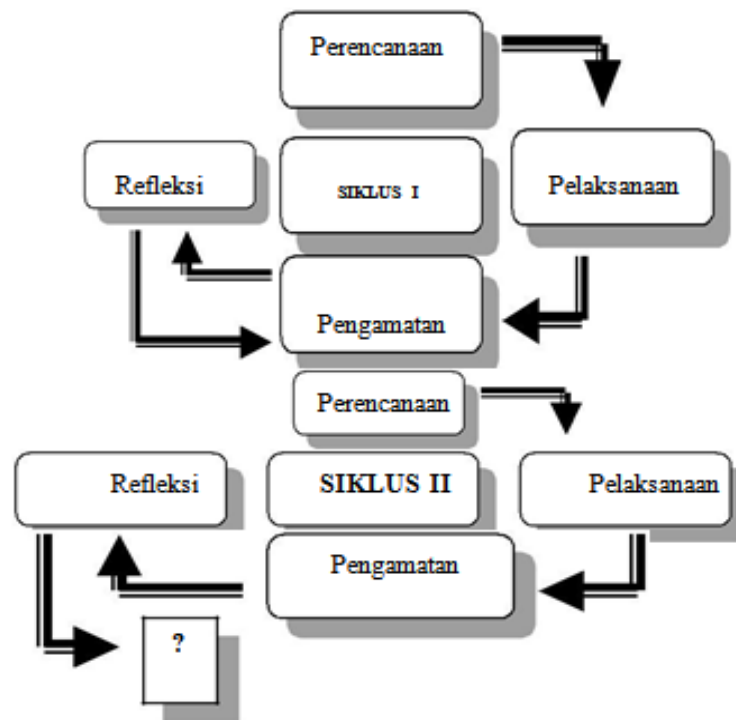 Perencanaan
Refleksi
SIKLUS I
Pelaksanaan
Pengamatan
Perencanaan
Refleksi
SIKLUS II
Pelaksanaan
Pengamatan
?